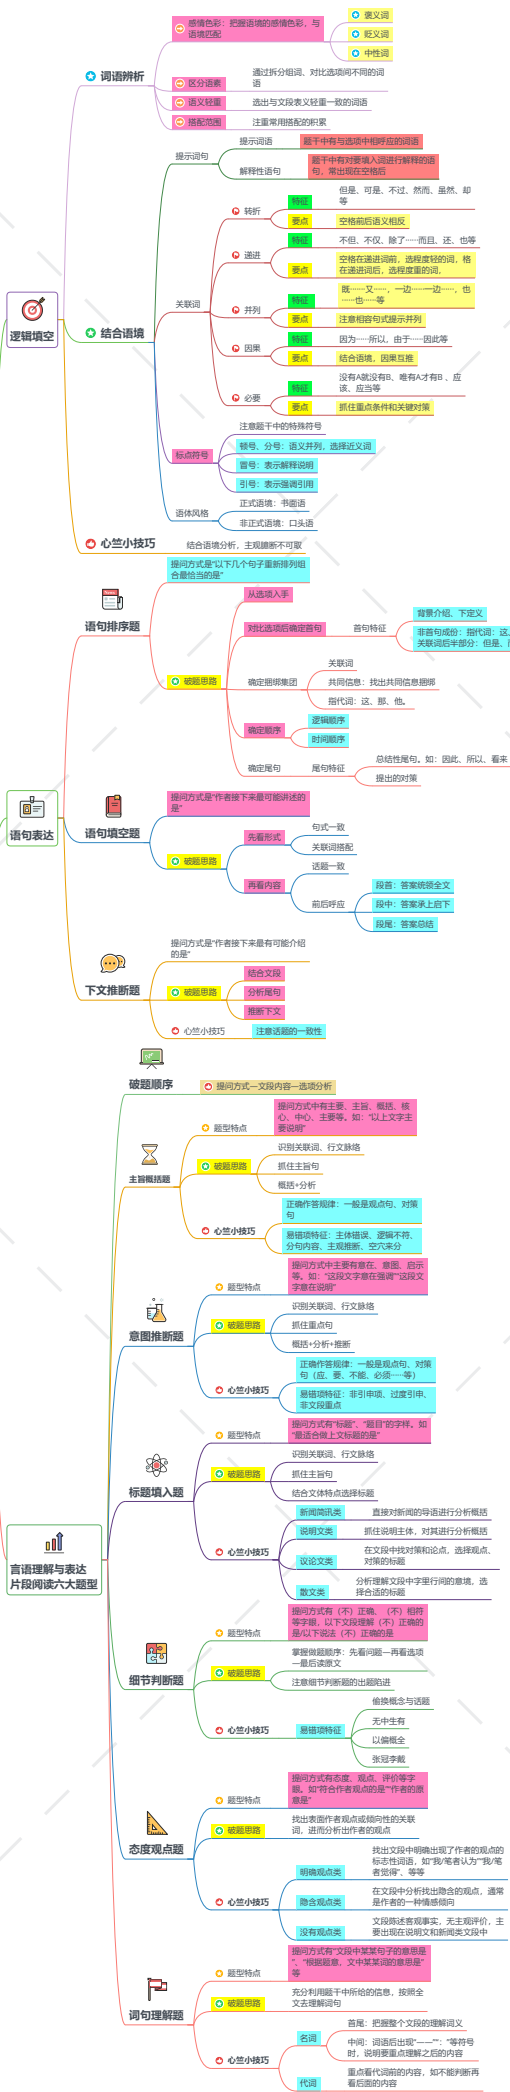 感情色彩：把握语境的感情色彩，与
语境匹配
褒义词
贬义词
中性词
词语辨析
区分语素
通过拆分组词、对比选项间不同的词
语
语义轻重
选出与文段表义轻重一致的词语
搭配范围
注重常用搭配的积累
提示词句
提示词语
题干中有与选项中相呼应的词语
解释性语句
题干中有对要填入词进行解释的语
句，常出现在空格后
逻辑填空
结合语境
关联词
转折
特征
但是、可是、不过、然而、虽然、却
等
要点
空格前后语义相反
递进
特征
不但、不仅、除了……而且、还、也等
要点
空格在递进词前，选程度轻的词，格
在递进词后，选程度重的词，
并列
特征
既……又……，一边……一边……，也
……也……等
要点
注意相容句式提示并列
因果
特征
因为……所以，由于……因此等
要点
结合语境，因果互推
必要
特征
没有A就没有B、唯有A才有B 、应
该、应当等
要点
抓住重点条件和关键对策
标点符号
注意题干中的特殊符号
顿号、分号：语义并列，选择近义词
冒号：表示解释说明
引号：表示强调引用
语体风格
正式语境：书面语
非正式语境：口头语
心竺小技巧
结合语境分析，主观臆断不可取
语句表达
语句排序题
提问方式是“以下几个句子重新排列组
合最恰当的是”
破题思路
从选项入手
对比选项后确定首句
首句特征
背景介绍、下定义
非首句成份：指代词：这、
关联词后半部分：但是、
确定捆绑集团
关联词
共同信息：找出共同信息捆绑
指代词：这、那、他。
确定顺序
逻辑顺序
时间顺序
确定尾句
尾句特征
总结性尾句。如：因此、所以、看来
提出的对策
语句填空题
提问方式是“作者接下来最可能讲述的
是”
破题思路
先看形式
句式一致
关联词搭配
再看内容
话题一致
前后呼应
段首：答案统领全文
段中：答案承上启下
段尾：答案总结
下文推断题
提问方式是“作者接下来最有可能介绍
的是”
破题思路
结合文段
分析尾句
推断下文
心竺小技巧
注意话题的一致性
言语理解与表达
片段阅读六大题型
破题顺序
提问方式—文段内容—选项分析
主旨概括题
题型特点
提问方式中有主要、主旨、概括、核
心、中心、主要等。如：“以上文字主
要说明”
破题思路
识别关联词、行文脉络
抓住主旨句
概括+分析
心竺小技巧
正确作答规律：一般是观点句、对策
句
易错项特征：主体错误、逻辑不符、
分句内容、主观推断、空穴来分
意图推断题
题型特点
提问方式中主要有意在、意图、启示
等。如：“这段文字意在强调”“这段文
字意在说明”
破题思路
识别关联词、行文脉络
抓住重点句
概括+分析+推断
心竺小技巧
正确作答规律：一般是观点句、对策
句（应、要、不能、必须……等）
易错项特征：非引申项、过度引申、
非文段重点
标题填入题
题型特点
提问方式有“标题”、“题目”的字样。如
“最适合做上文标题的是”
破题思路
识别关联词、行文脉络
抓住主旨句
结合文体特点选择标题
心竺小技巧
新闻简讯类
直接对新闻的导语进行分析概括
说明文类
抓住说明主体，对其进行分析概括
议论文类
在文段中找对策和论点，选择观点、
对策的标题
散文类
分析理解文段中字里行间的意境，选
择合适的标题
细节判断题
题型特点
提问方式有（不）正确、（不）相符
等字眼，以下文段理解（不）正确的
是/以下说法（不）正确的是
破题思路
掌握做题顺序：先看问题—再看选项
—最后读原文
注意细节判断题的出题陷进
心竺小技巧
易错项特征
偷换概念与话题
无中生有
以偏概全
张冠李戴
态度观点题
题型特点
提问方式有态度、观点、评价等字
眼。如“符合作者观点的是”“作者的原
意是”
破题思路
找出表面作者观点或倾向性的关联
词，进而分析出作者的观点
心竺小技巧
明确观点类
找出文段中明确出现了作者的观点的
标志性词语，如“我/笔者认为”“我/笔
者觉得”、等等
隐含观点类
在文段中分析找出隐含的观点，通常
是作者的一种情感倾向
没有观点类
文段陈述客观事实，无主观评价，主
要出现在说明文和新闻类文段中
词句理解题
题型特点
提问方式有“文段中某某句子的意思是
”、“根据题意，文中某某词的意思是”
等
破题思路
充分利用题干中所给的信息，按照全
文去理解词句
心竺小技巧
名词
首尾：把握整个文段的理解词义
中间：词语后出现“——”“：”等符号
时，说明要重点理解之后的内容
代词
重点看代词前的内容，如不能判断再
看后面的内容